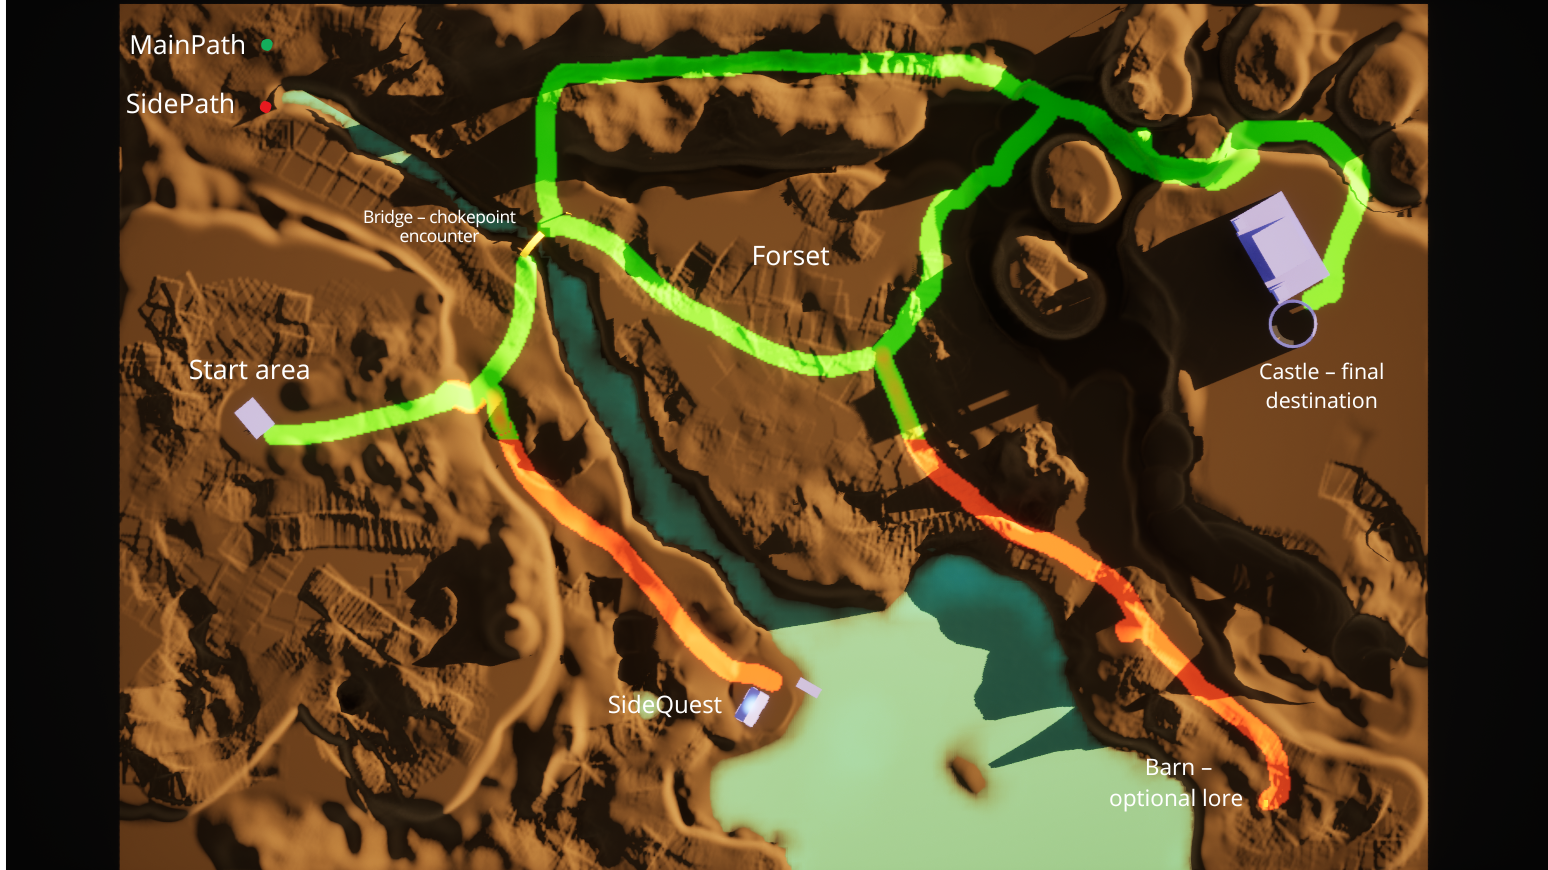 MainPath
SidePath
Bridge – chokepoint
encounter
Forset
Start area
Castle – final
destination
SideQuest
Barn –
optional lore